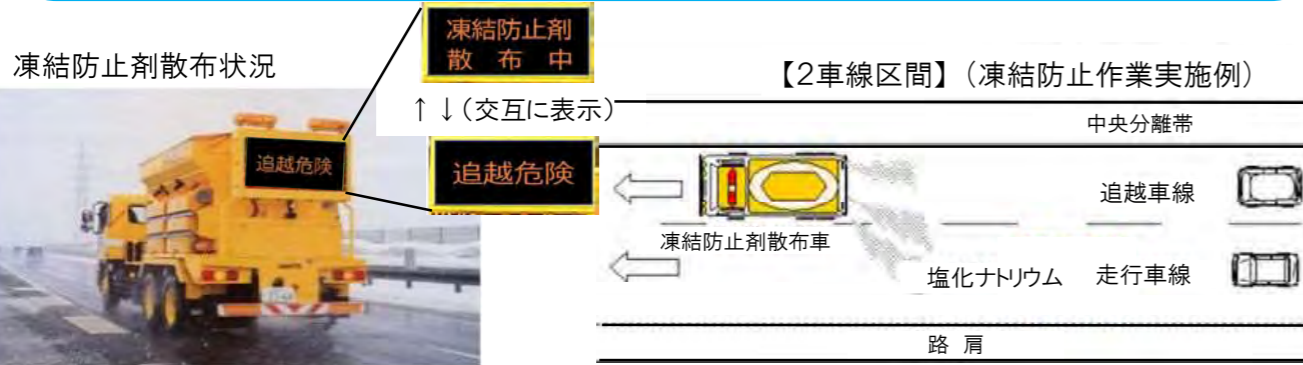 凍結防止剤散布状況
追越危険
凍結防止剤
散布中
↑↓(交互に表示)
追越危険
【2車線区間】(凍結防止作業実施例)
中央分離帯
追越車線
凍結防止剤散布車
塩化ナトリウム
走行車線
路肩